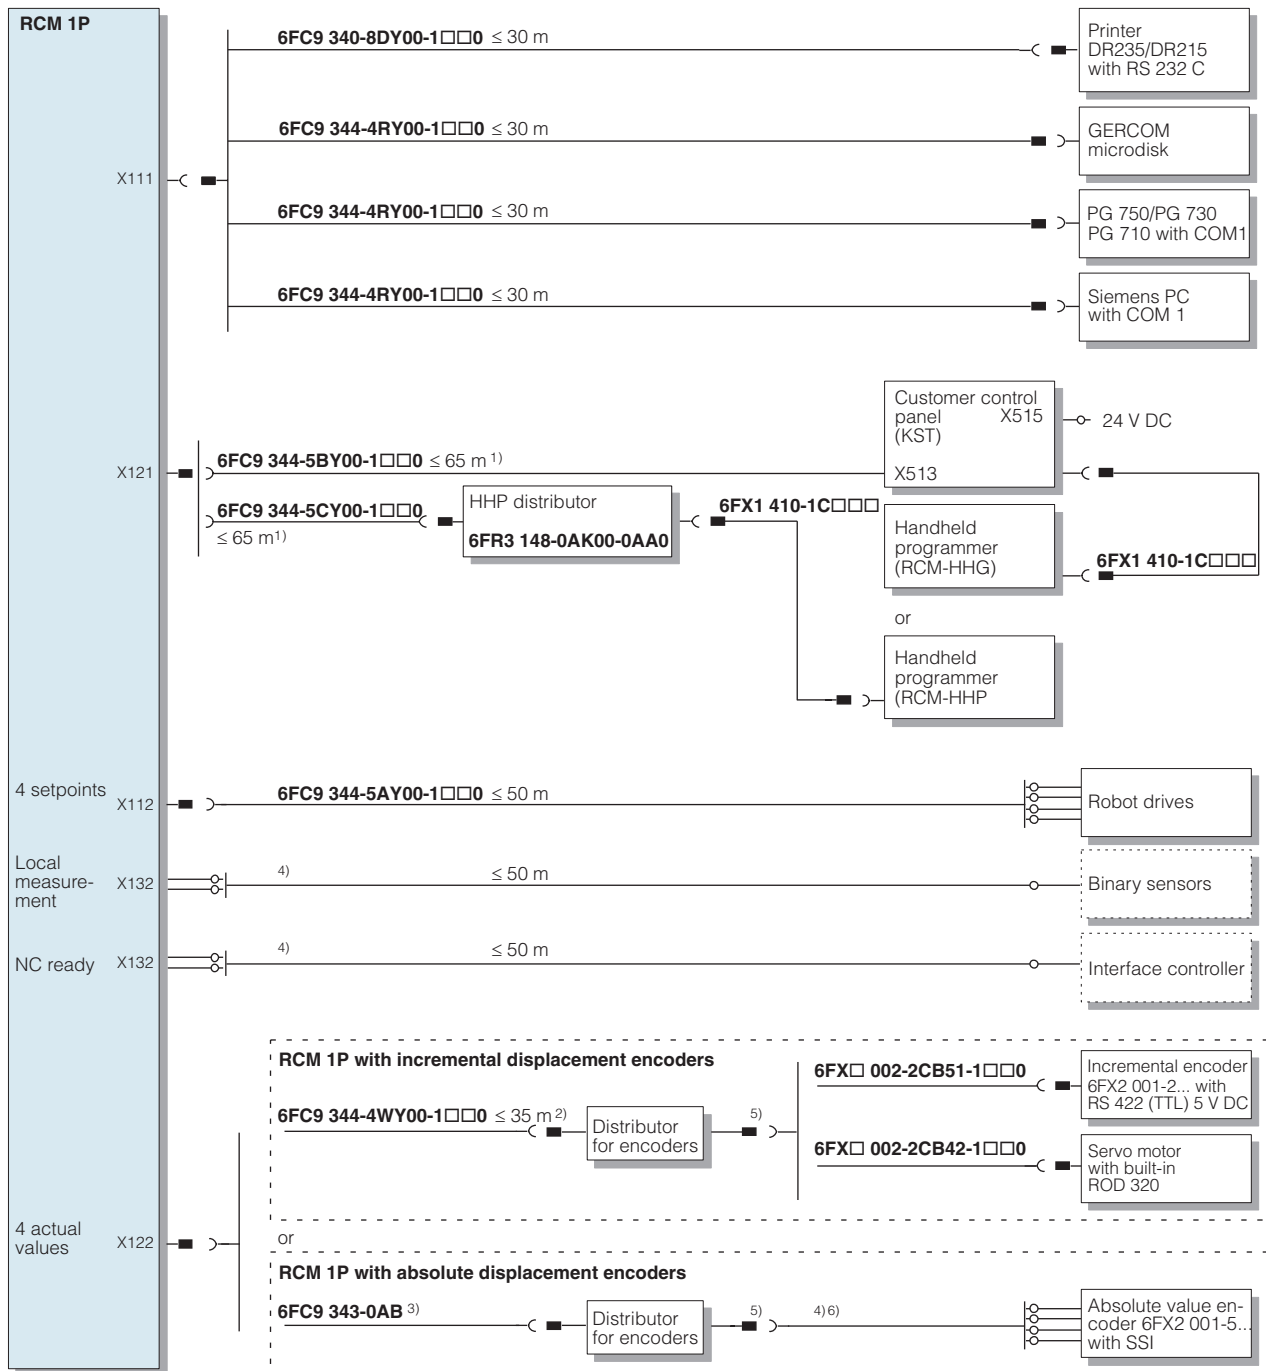 RCM 1P
6FC9 340-8DY00-1□□0 ≤ 30 m
Printer
DR235/DR215
with RS 232 C
6FC9 344-4RY00-1□□0 ≤ 30 m
GERCOM
microdisk
X111
6FC9 344-4RY00-1□□0 ≤ 30 m
PG 750/PG 730
PG 710 with COM1
6FC9 344-4RY00-1□□0 ≤ 30 m
Siemens PC
with COM 1
Customer control
panel X515
(KST)
24 V DC
X513
X121
6FC9 344-5BY00-1□□0 ≤ 65 m 1)
6FC9 344-5CY00-1□□0
≤ 65 m1)
HHP distributor
6FR3 148-0AK00-0AA0
6FX1 410-1C□□□
Handheld
programmer
(RCM-HHG)
6FX1 410-1C□□□
or
Handheld
programmer
(RCM-HHP
4 setpoints X112
6FC9 344-5AY00-1□□0 ≤ 50 m
Robot drives
Local
measure-
ment
X132
4) ≤ 50 m
Binary sensors
NC ready X132
4) ≤ 50 m
Interface controller
RCM 1P with incremental displacement encoders
6FC9 344-4WY00-1□□0 ≤ 35 m2)
Distributor
for encoders
5)
6FX□ 002-2CB51-1□□0
Incremental encoder
6FX2 001-2... with
RS 422 (TTL) 5 V DC
6FX□ 002-2CB42-1□□0
Servo motor
with built-in
ROD 320
4 actual
values
X122
or
RCM 1P with absolute displacement encoders
6FC9 343-0AB 3)
Distributor
for encoders
5)
4)6)
Absolute value en-
coder 6FX2 001-5...
with SSI